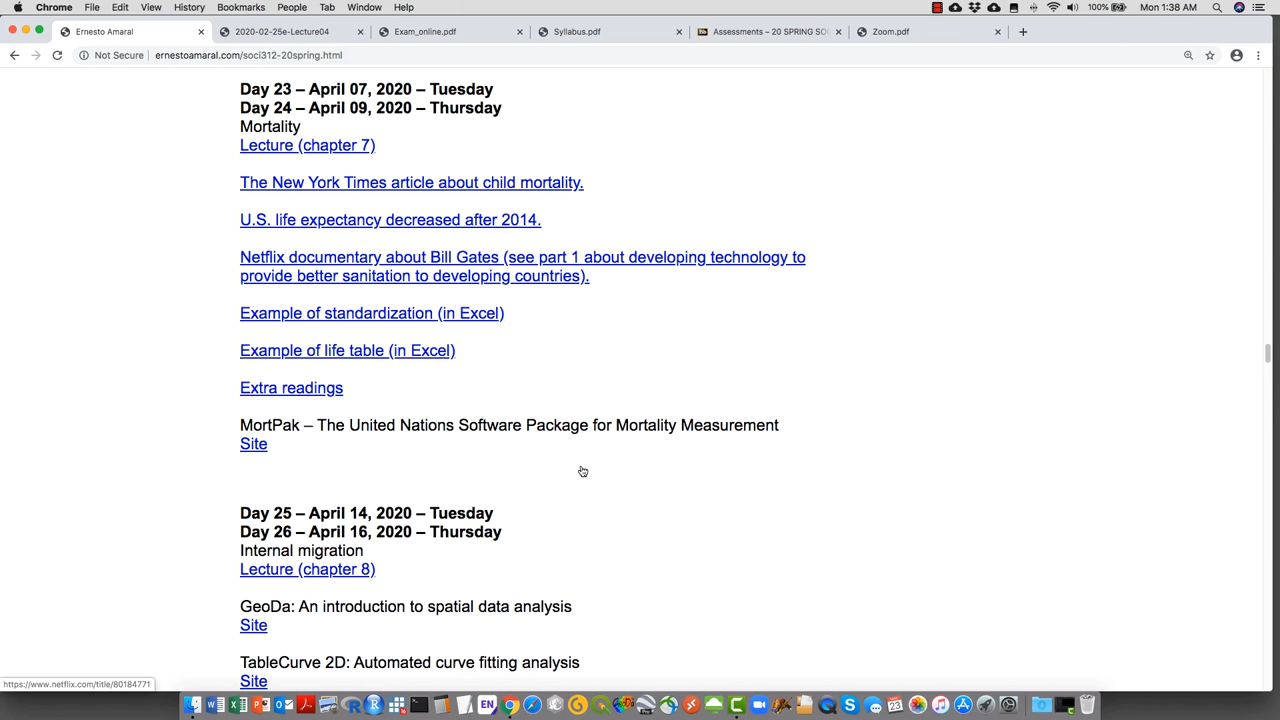 Chrome File Edit View History Bookmarks People Tab Window Help 100% Mon 1:38 AM
Ernesto Amaral 2020-02-25e-Lecture04 Exam_online.pdf Syllabus.pdf Assessments – 20 SPRING SO Zoom.pdf
Not Secure ernestoamaral.com/soci312-20spring.html
Day 23 – April 07, 2020 – Tuesday
Day 24 – April 09, 2020 – Thursday
Mortality
Lecture (chapter 7)
The New York Times article about child mortality.
U.S. life expectancy decreased after 2014.
Netflix documentary about Bill Gates (see part 1 about developing technology to
provide better sanitation to developing countries).
Example of standardization (in Excel)
Example of life table (in Excel)
Extra readings
MortPak – The United Nations Software Package for Mortality Measurement
Site
Day 25 – April 14, 2020 – Tuesday
Day 26 – April 16, 2020 – Thursday
Internal migration
Lecture (chapter 8)
GeoDa: An introduction to spatial data analysis
Site
TableCurve 2D: Automated curve fitting analysis
Site
https://www.netflix.com/title/80184771
EN
23